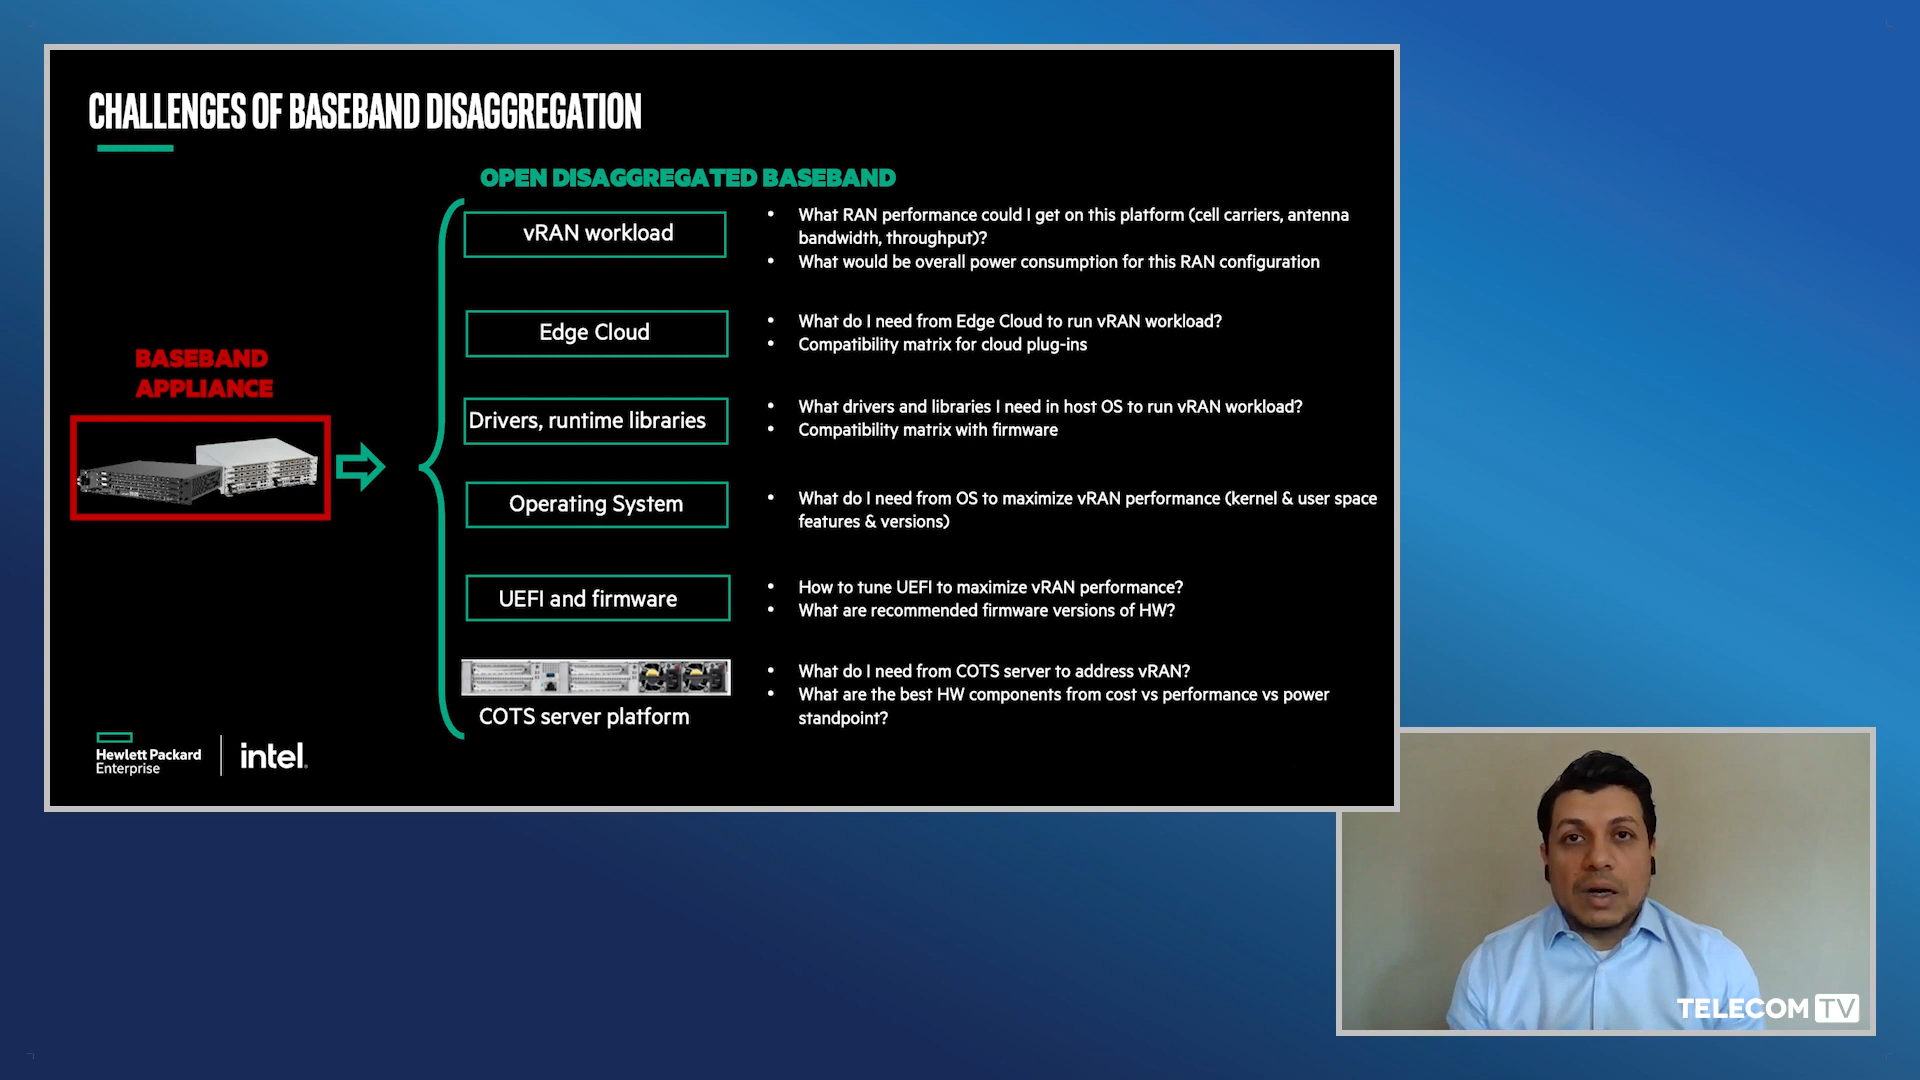 CHALLENGES OF BASEBAND DISAGGREGATION
OPEN DISAGGREGATED BASEBAND
BASEBAND
APPLIANCE
vRAN workload
• What RAN performance could I get on this platform (cell carriers, antenna
bandwidth, throughput)?
• What would be overall power consumption for this RAN configuration
Edge Cloud
• What do I need from Edge Cloud to run vRAN workload?
• Compatibility matrix for cloud plug-ins
Drivers, runtime libraries
• What drivers and libraries I need in host OS to run vRAN workload?
• Compatibility matrix with firmware
Operating System
• What do I need from OS to maximize vRAN performance (kernel & user space
features & versions)
UEFI and firmware
• How to tune UEFI to maximize vRAN performance?
• What are recommended firmware versions of HW?
COTS server platform
• What do I need from COTS server to address vRAN?
• What are the best HW components from cost vs performance vs power
standpoint?
Hewlett Packard
Enterprise
intel.
TELECOM TV